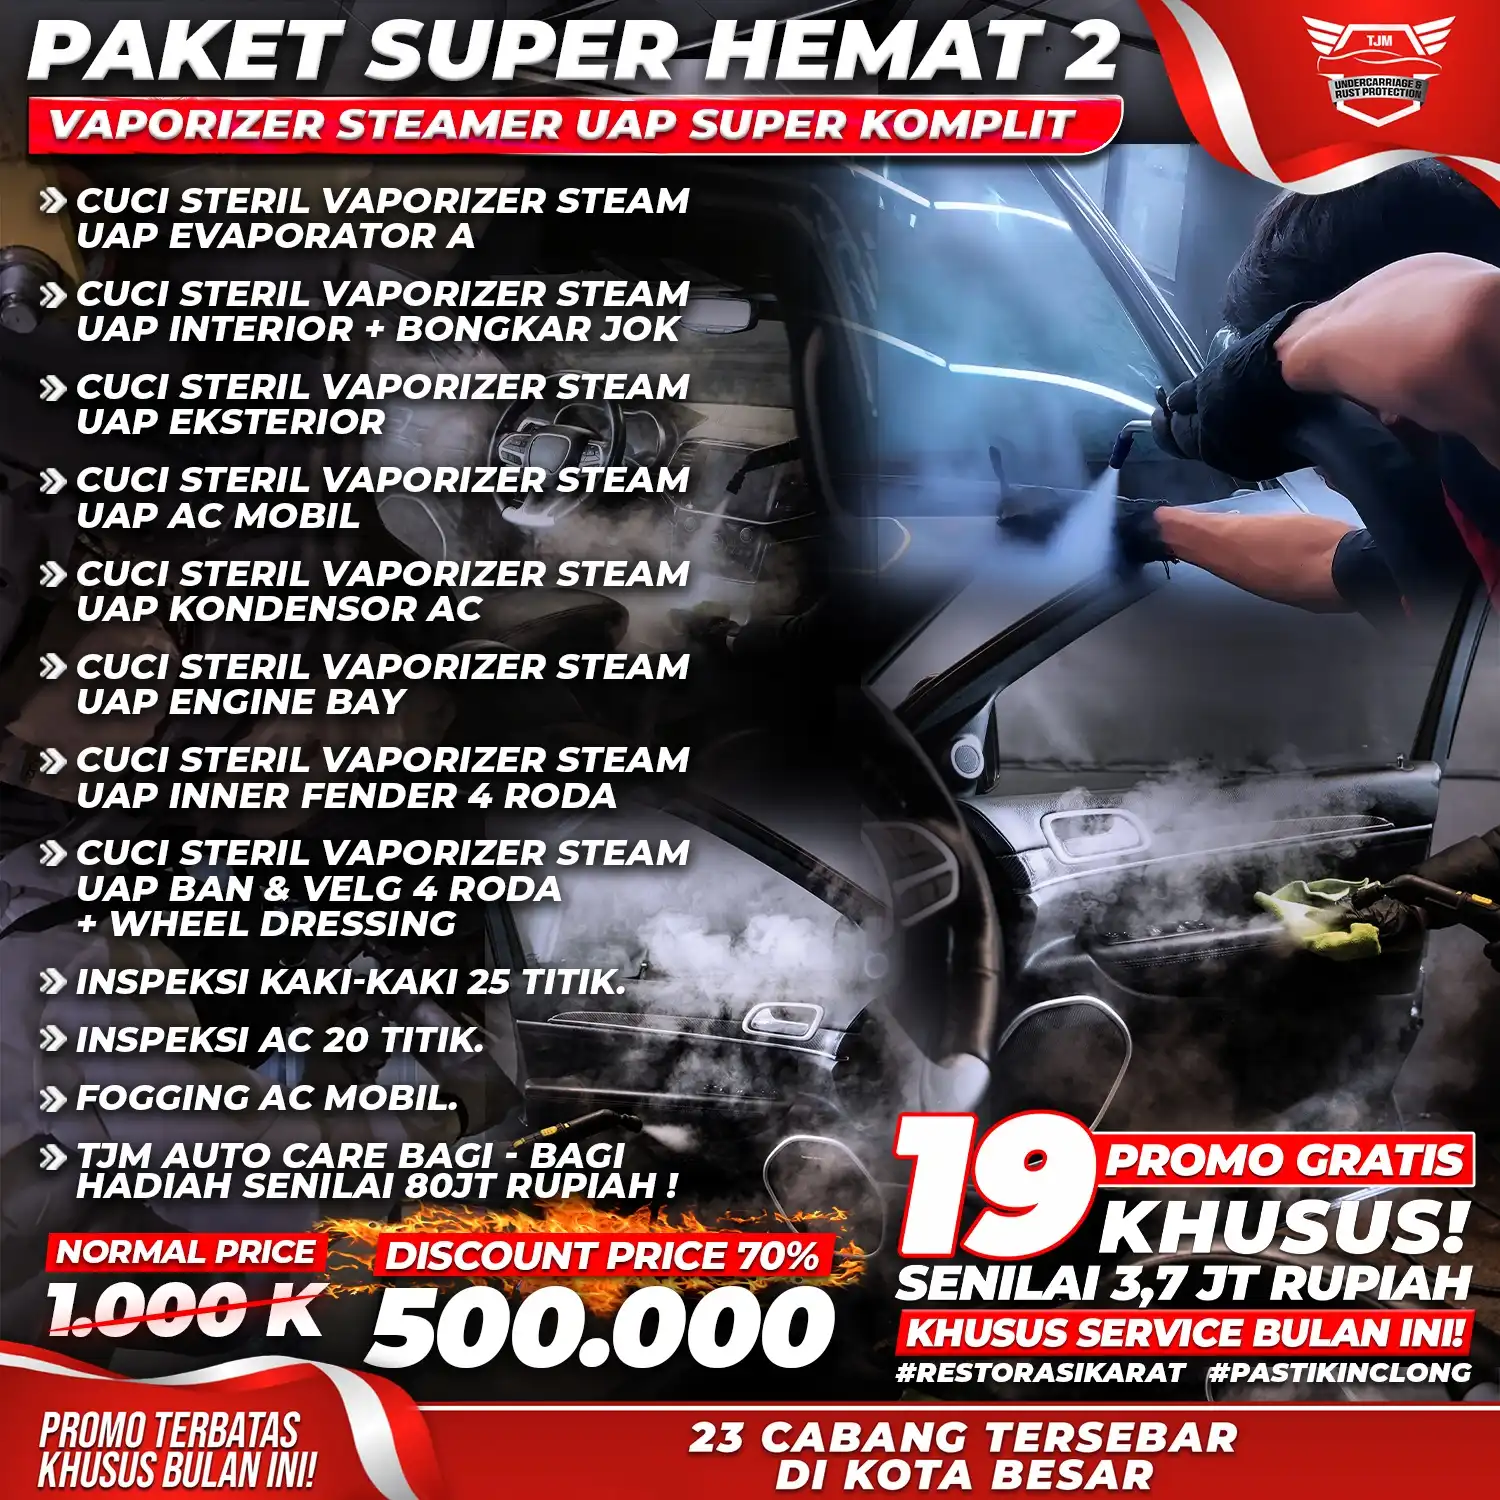 PAKET SUPER HEMAT 2
VAPORIZER STEAMER UAP SUPER KOMPLIT
TJM
UNDERCARRIAGE &
RUST PROTECTION
CUCI STERIL VAPORIZER STEAM
UAP EVAPORATOR A
CUCI STERIL VAPORIZER STEAM
UAP INTERIOR + BONGKAR JOK
CUCI STERIL VAPORIZER STEAM
UAP EKSTERIOR
CUCI STERIL VAPORIZER STEAM
UAP AC MOBIL
CUCI STERIL VAPORIZER STEAM
UAP KONDENSOR AC
CUCI STERIL VAPORIZER STEAM
UAP ENGINE BAY
CUCI STERIL VAPORIZER STEAM
UAP INNER FENDER 4 RODA
CUCI STERIL VAPORIZER STEAM
UAP BAN & VELG 4 RODA
+ WHEEL DRESSING
INSPEKSI KAKI-KAKI 25 TITIK.
INSPEKSI AC 20 TITIK.
FOGGING AC MOBIL.
TJM AUTO CARE BAGI - BAGI
HADIAH SENILAI 80JT RUPIAH !
NORMAL PRICE
1.000 K
DISCOUNT PRICE 70%
500.000
19 PROMO GRATIS
KHUSUS!
SENILAI 3,7 JT RUPIAH
KHUSUS SERVICE BULAN INI!
#RESTORASIKARAT #PASTIKINCLONG
PROMO TERBATAS
KHUSUS BULAN INI!
23 CABANG TERSEBAR
DI KOTA BESAR